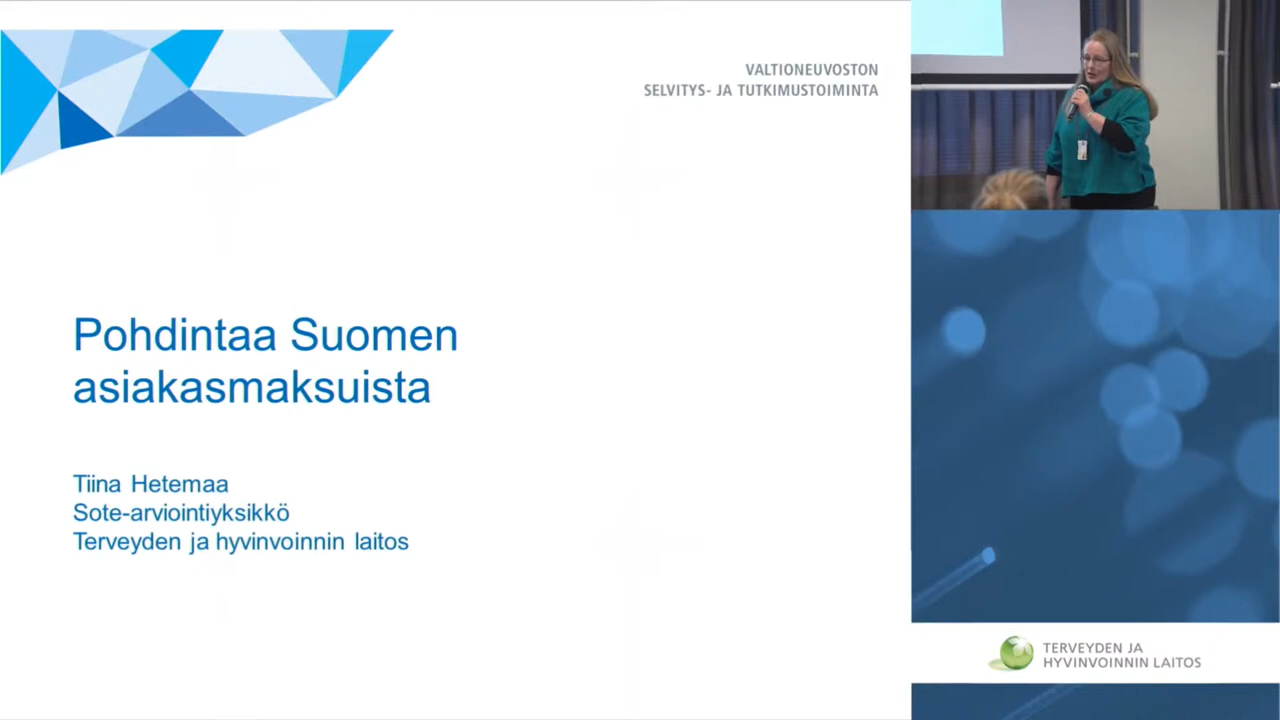 VALTIONEUVOSTON
SELVITYS- JA TUTKIMUSTOIMINTA
Pohdintaa Suomen
asiakasmaksuista
Tiina Hetemaa
Sote-arviointiyksikkö
Terveyden ja hyvinvoinnin laitos
TERVEYDEN JA
HYVINVOINNIN LAITOS